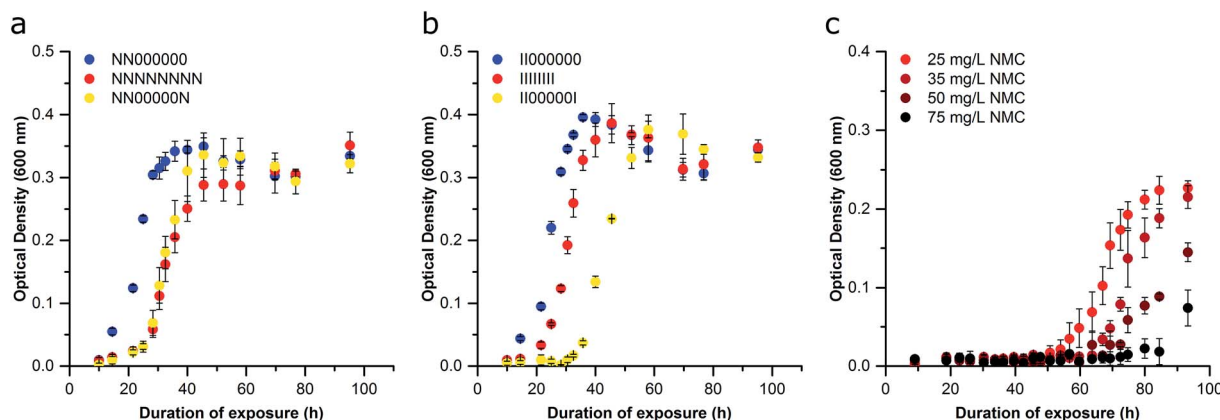 a
0.5
0.4
0.3
0.2
0.1
0.0
Optical Density (600 nm)
NN000000
NNNNNNNN
NN00000N
0 20 40 60 80 100
Duration of exposure (h)
b
0.5
0.4
0.3
0.2
0.1
0.0
Optical Density (600 nm)
II000000
IIIIIIII
II00000I
0 20 40 60 80 100
Duration of exposure (h)
c
0.4
0.3
0.2
0.1
0.0
Optical Density (600 nm)
25 mg/L NMC
35 mg/L NMC
50 mg/L NMC
75 mg/L NMC
0 20 40 60 80 100
Duration of exposure (h)